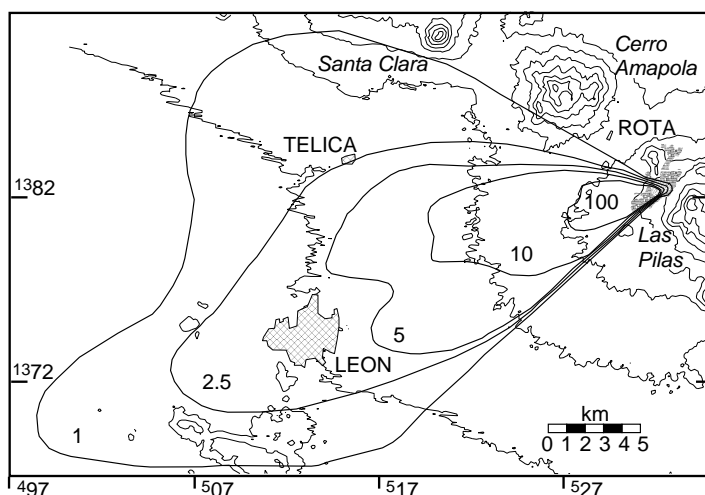 Cerro
Amapola
Santa Clara
ROTA
TELICA
1382
100
Las
Pilas
10
5
LEON
1372
2.5
1
km
0 1 2 3 4 5
497
507
517
527